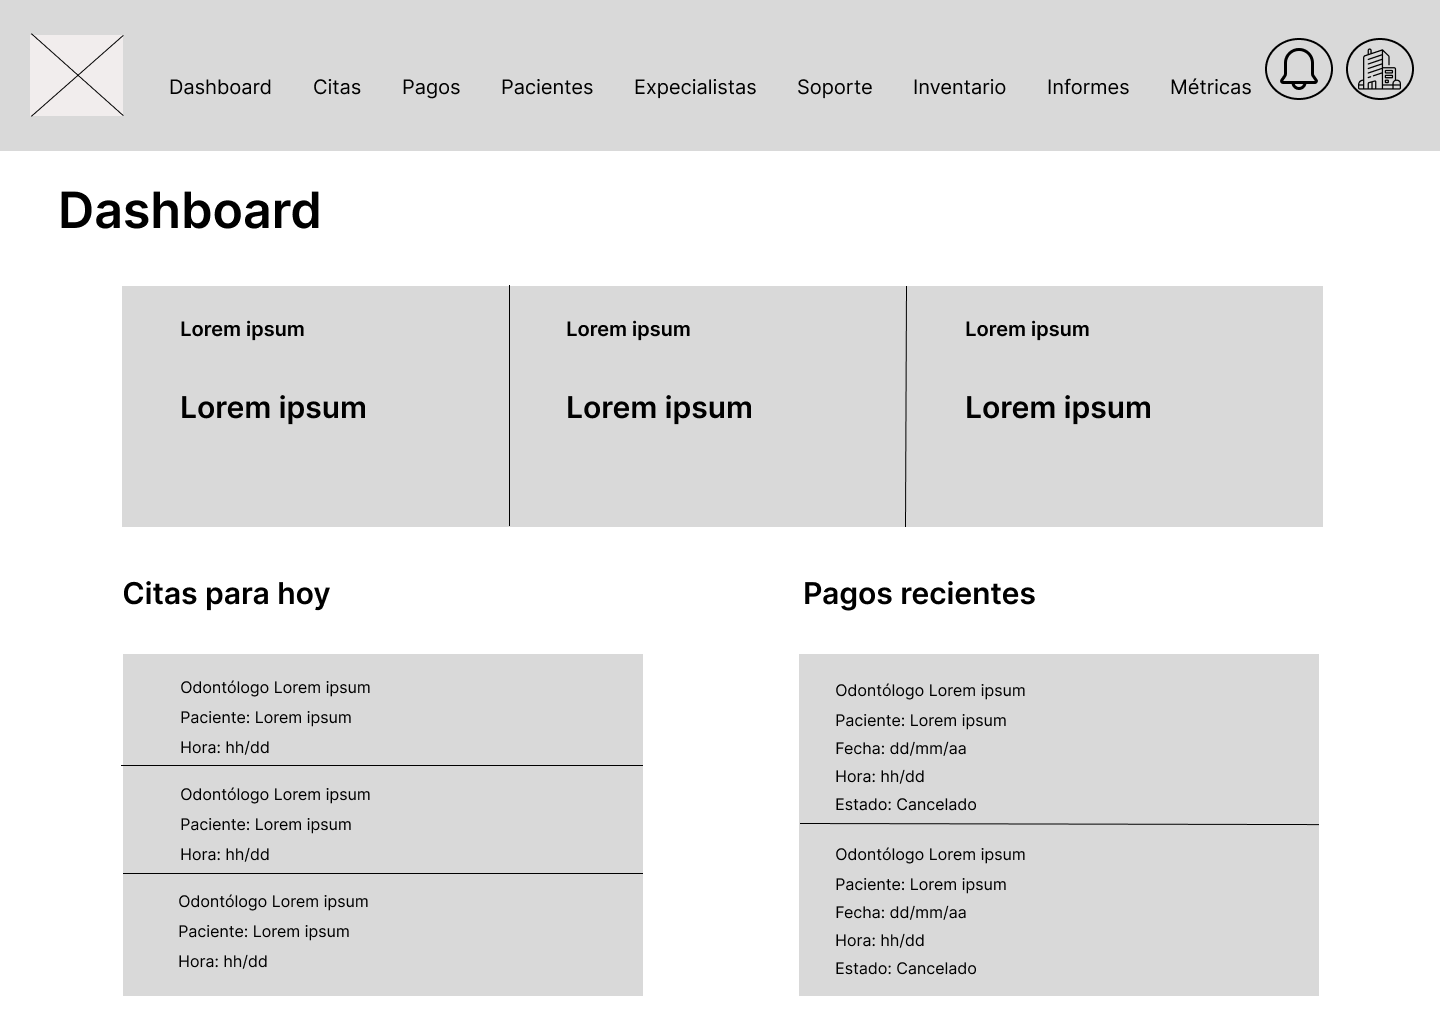 Dashboard Citas Pagos Pacientes Expecialistas Soporte Inventario Informes Métricas
Dashboard
Lorem ipsum
Lorem ipsum
Lorem ipsum
Lorem ipsum
Lorem ipsum
Lorem ipsum
Citas para hoy
Odontólogo Lorem ipsum
Paciente: Lorem ipsum
Hora: hh/dd
Odontólogo Lorem ipsum
Paciente: Lorem ipsum
Hora: hh/dd
Odontólogo Lorem ipsum
Paciente: Lorem ipsum
Hora: hh/dd
Pagos recientes
Odontólogo Lorem ipsum
Paciente: Lorem ipsum
Fecha: dd/mm/aa
Hora: hh/dd
Estado: Cancelado
Odontólogo Lorem ipsum
Paciente: Lorem ipsum
Fecha: dd/mm/aa
Hora: hh/dd
Estado: Cancelado